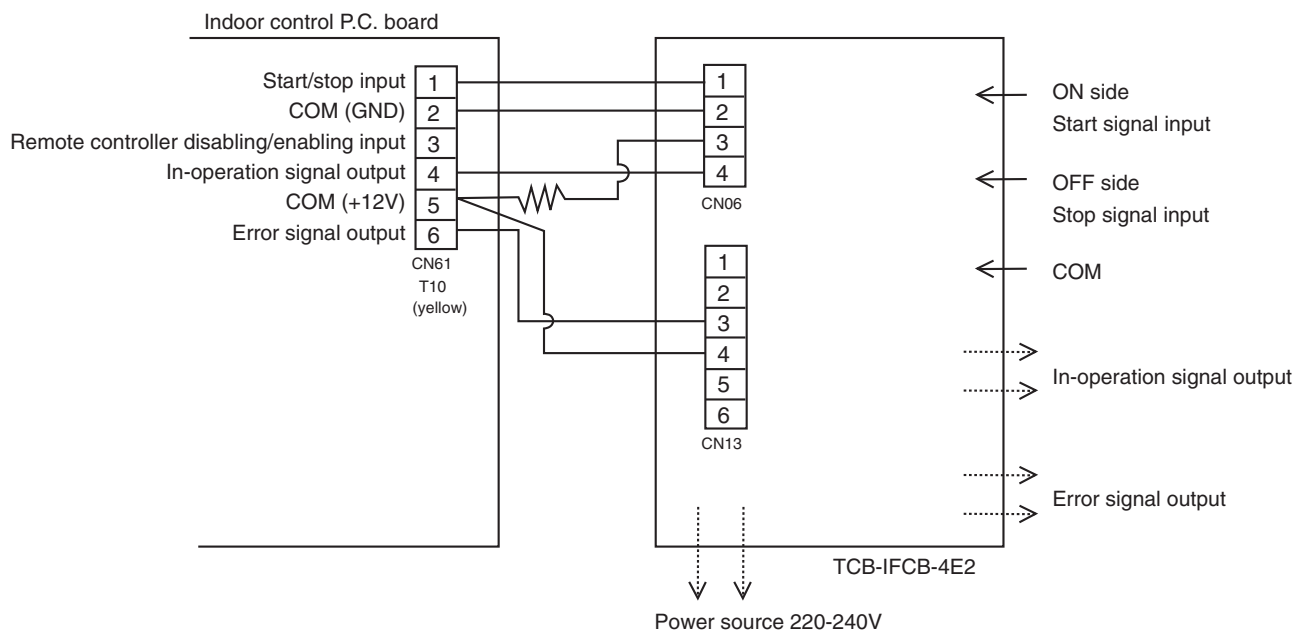 Indoor control P.C. board
Start/stop input
COM (GND)
Remote controller disabling/enabling input
In-operation signal output
COM (+12V)
Error signal output
1
2
3
4
5
6
CN61
T10
(yellow)
1
2
3
4
CN06
1
2
3
4
5
6
CN13
ON side
Start signal input
OFF side
Stop signal input
COM
In-operation signal output
Error signal output
TCB-IFCB-4E2
Power source 220-240V